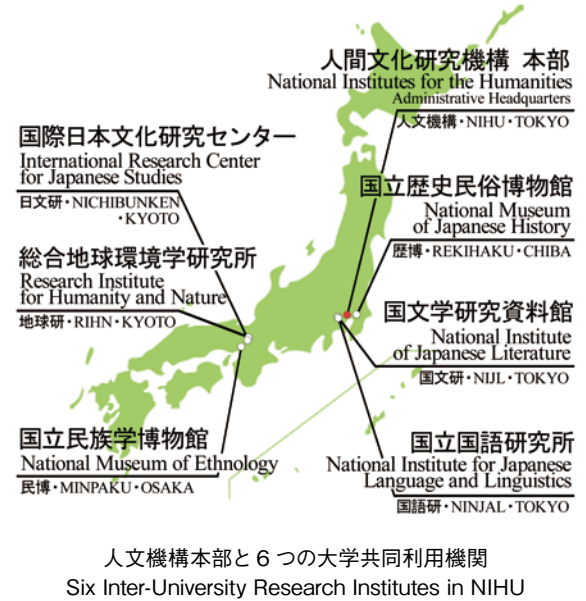 人間文化研究機構 本部
National Institutes for the Humanities
Administrative Headquarters
人文機構・NIHU・TOKYO
国際日本文化研究センター
International Research Center
for Japanese Studies
日文研・NICHIBUNKEN
・KYOTO
国立歴史民俗博物館
National Museum
of Japanese History
歴博・REKIHAKU・CHIBA
総合地球環境学研究所
Research Institute
for Humanity and Nature
地球研・RIHN・KYOTO
国文学研究資料館
National Institute
of Japanese Literature
国文研・NIJL・TOKYO
国立民族学博物館
National Museum of Ethnology
民博・MINPAKU・OSAKA
国立国語研究所
National Institute for Japanese
Language and Linguistics
国語研・NINJAL・TOKYO
人文機構本部と6つの大学共同利用機関
Six Inter-University Research Institutes in NIHU